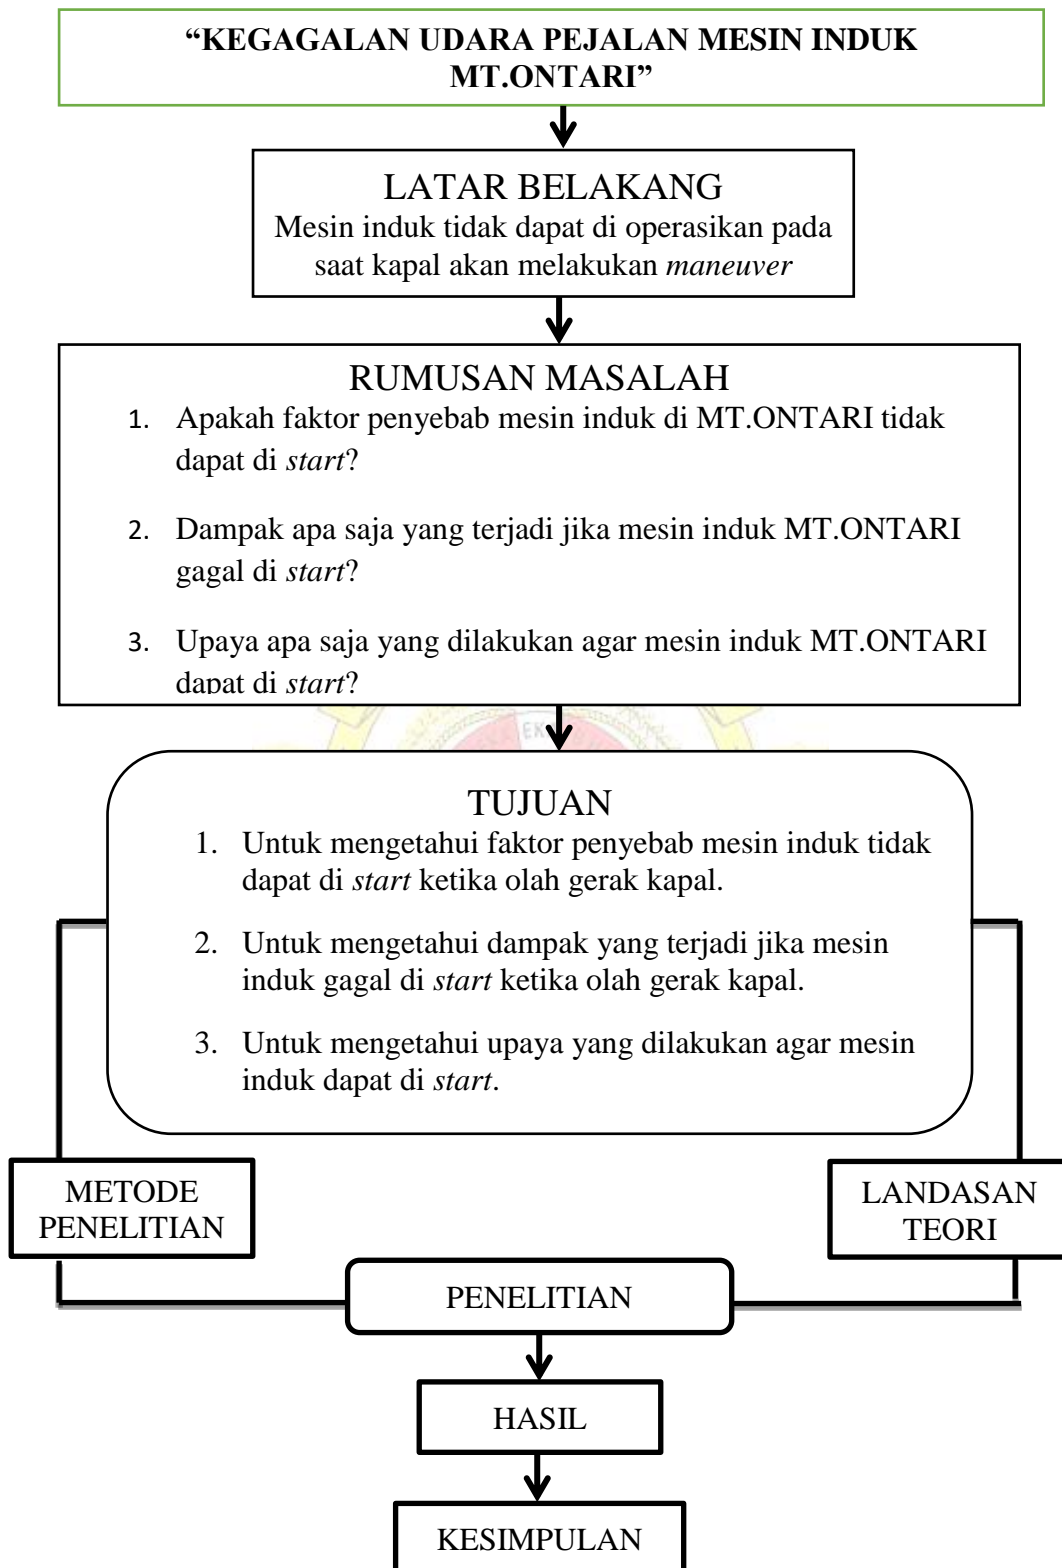 “KEGAGALAN UDARA PEJALAN MESIN INDUK
MT.ONTARI”
LATAR BELAKANG
Mesin induk tidak dapat di operasikan pada
saat kapal akan melakukan maneuver
RUMUSAN MASALAH
1. Apakah faktor penyebab mesin induk di MT.ONTARI tidak
dapat di start?
2. Dampak apa saja yang terjadi jika mesin induk MT.ONTARI
gagal di start?
3. Upaya apa saja yang dilakukan agar mesin induk MT.ONTARI
dapat di start?
TUJUAN
1. Untuk mengetahui faktor penyebab mesin induk tidak
dapat di start ketika olah gerak kapal.
2. Untuk mengetahui dampak yang terjadi jika mesin
induk gagal di start ketika olah gerak kapal.
3. Untuk mengetahui upaya yang dilakukan agar mesin
induk dapat di start.
METODE
PENELITIAN
LANDASAN
TEORI
PENELITIAN
HASIL
KESIMPULAN